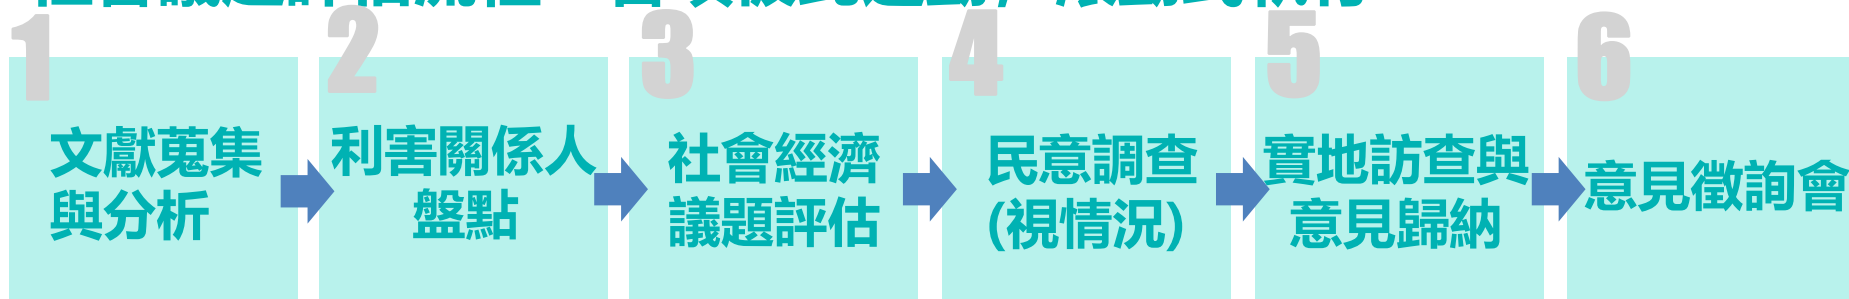 1
文獻蒐集
與分析
2
利害關係人
盤點
3
社會經濟
議題評估
4
民意調查
(視情況)
5
實地訪查與
意見歸納
6
意見徵詢會